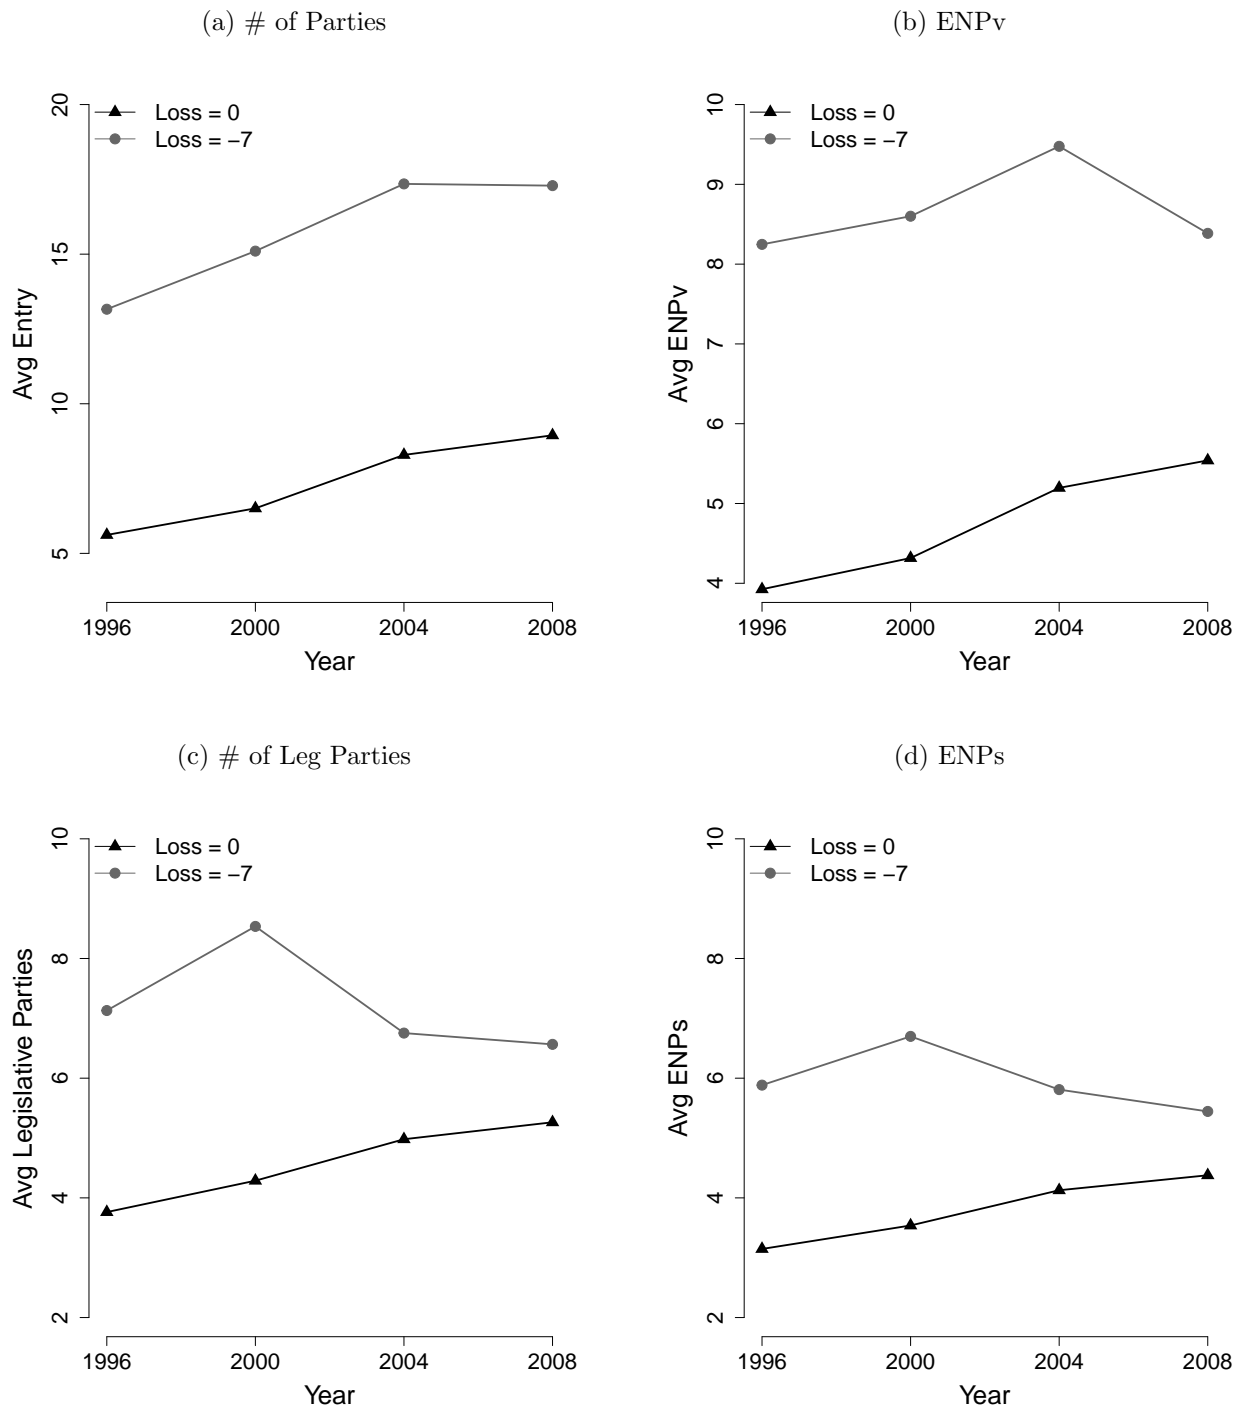 (a) # of Parties
Avg Entry
20
15
10
5
Loss = 0
Loss = −7
1996 2000 2004 2008
Year
(b) ENPv
Avg ENPv
10
9
8
7
6
5
4
Loss = 0
Loss = −7
1996 2000 2004 2008
Year
(c) # of Leg Parties
Avg Legislative Parties
10
8
6
4
2
Loss = 0
Loss = −7
1996 2000 2004 2008
Year
(d) ENPs
Avg ENPs
10
8
6
4
2
Loss = 0
Loss = −7
1996 2000 2004 2008
Year